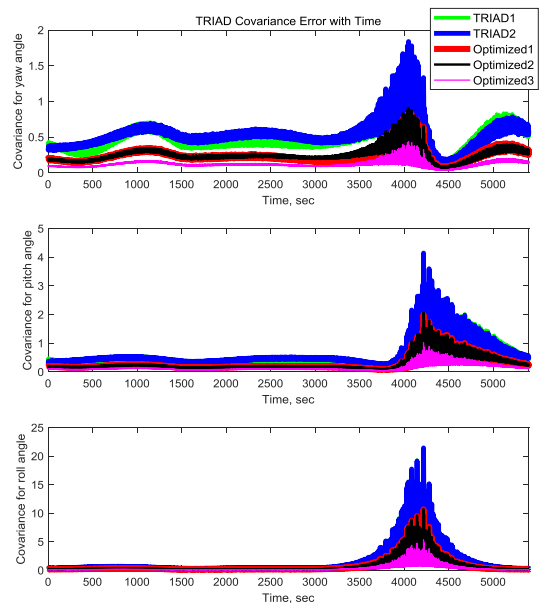 TRIAD Covariance Error with Time
TRIAD1
TRIAD2
Optimized1
Optimized2
Optimized3
Covariance for yaw angle
2
1.5
1
0.5
0
0 500 1000 1500 2000 2500 3000 3500 4000 4500 5000
Time, sec
Covariance for pitch angle
5
4
3
2
1
0
0 500 1000 1500 2000 2500 3000 3500 4000 4500 5000
Time, sec
Covariance for roll angle
25
20
15
10
5
0
0 500 1000 1500 2000 2500 3000 3500 4000 4500 5000
Time, sec